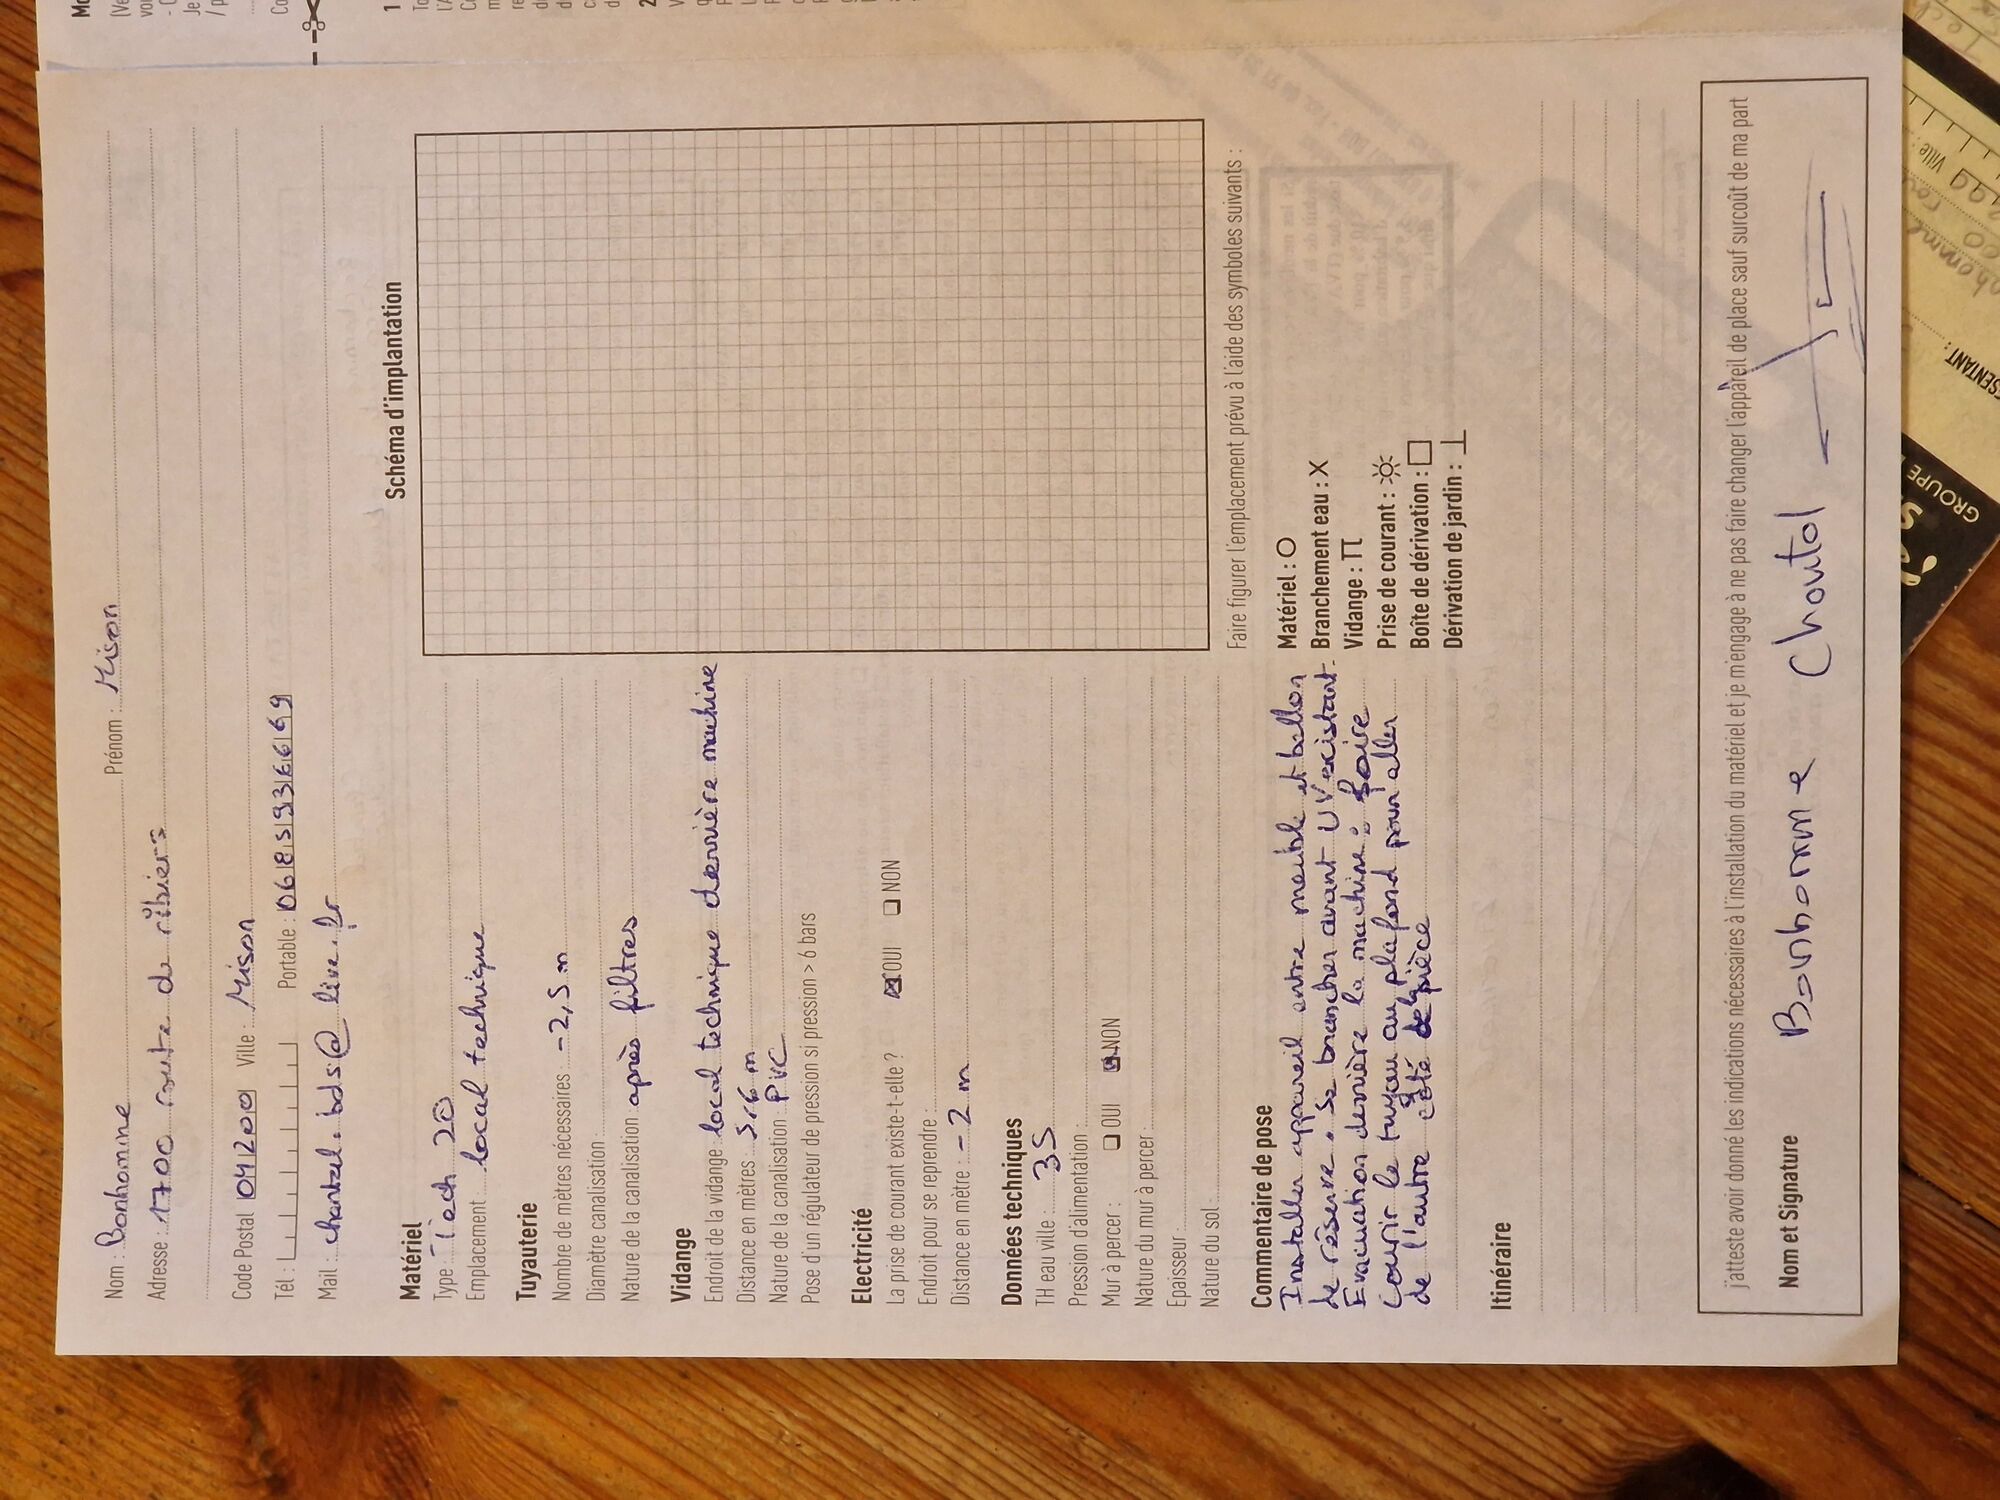 Nom : Bonhomme Prénom : Mison
Adresse : 1700 route de ribiers
Code Postal 04200 Ville : Mison
Tél : Portable : 0618593669
Mail : chantal.bds@live.fr
Matériel
Type : Tech 20
Emplacement : local technique
Tuyauterie
Nombre de mètres nécessaires : -2,5 m
Diamètre canalisation :
Nature de la canalisation : après filtres
Vidange
Endroit de la vidange local technique derrière machine
Distance en mètres : 5-6 m
Nature de la canalisation : PVC
Pose d'un régulateur de pression si pression > 6 bars
Electricité
La prise de courant existe-t-elle ? ☒ OUI ☐ NON
Endroit pour se reprendre :
Distance en mètre : -2 m
Données techniques
TH eau ville : 35
Pression d'alimentation :
Mur à percer : ☐ OUI ☒ NON
Nature du mur à percer :
Epaisseur :
Nature du sol :
Commentaire de pose
Installer appareil entre meuble et ballon
de réserve. Se brancher avant UV existant.
Evacuation derrière la machine : faire
courir le tuyau au plafond pour aller
de l'autre côté de la pièce
Schéma d'implantation
Faire figurer l'emplacement prévu à l'aide des symboles suivants :
Matériel : O
Branchement eau : X
Vidange : π
Prise de courant : ☼
Boîte de dérivation : □
Dérivation de jardin : ⊥
Itinéraire
j'atteste avoir donné les indications nécessaires à l'installation du matériel et je m'engage à ne pas faire changer l'appareil de place sauf surcoût de ma part
Nom et Signature Bonhomme Chantal
SENTANT :
GROUPE
Ville :